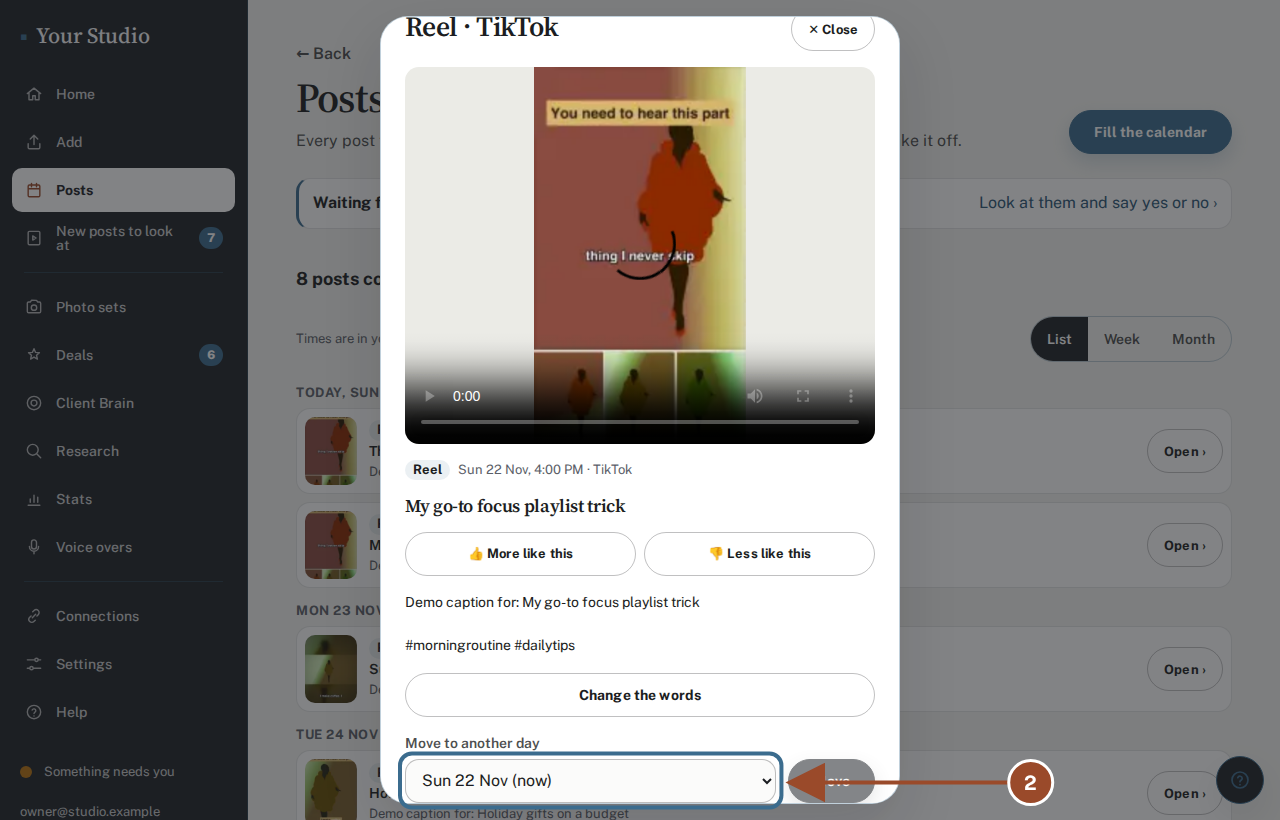 Your Studio
Home
Add
Posts
New posts to look at
7
Photo sets
Deals
6
Client Brain
Research
Stats
Voice overs
Connections
Settings
Help
Something needs you
owner@studio.example
← Back
Posts
Every post
ke it off.
Fill the calendar
Waiting f
Look at them and say yes or no ›
8 posts co
Times are in yo
List
Week
Month
TODAY, SUN
Open ›
Open ›
MON 23 NOV
Open ›
TUE 24 NOV
Open ›
Demo caption for: Holiday gifts on a budget
Reel · TikTok
× Close
You need to hear this part
thing I never skip
0:00
Reel
Sun 22 Nov, 4:00 PM · TikTok
My go-to focus playlist trick
👍 More like this
👎 Less like this
Demo caption for: My go-to focus playlist trick
#morningroutine #dailytips
Change the words
Move to another day
Sun 22 Nov (now)
2